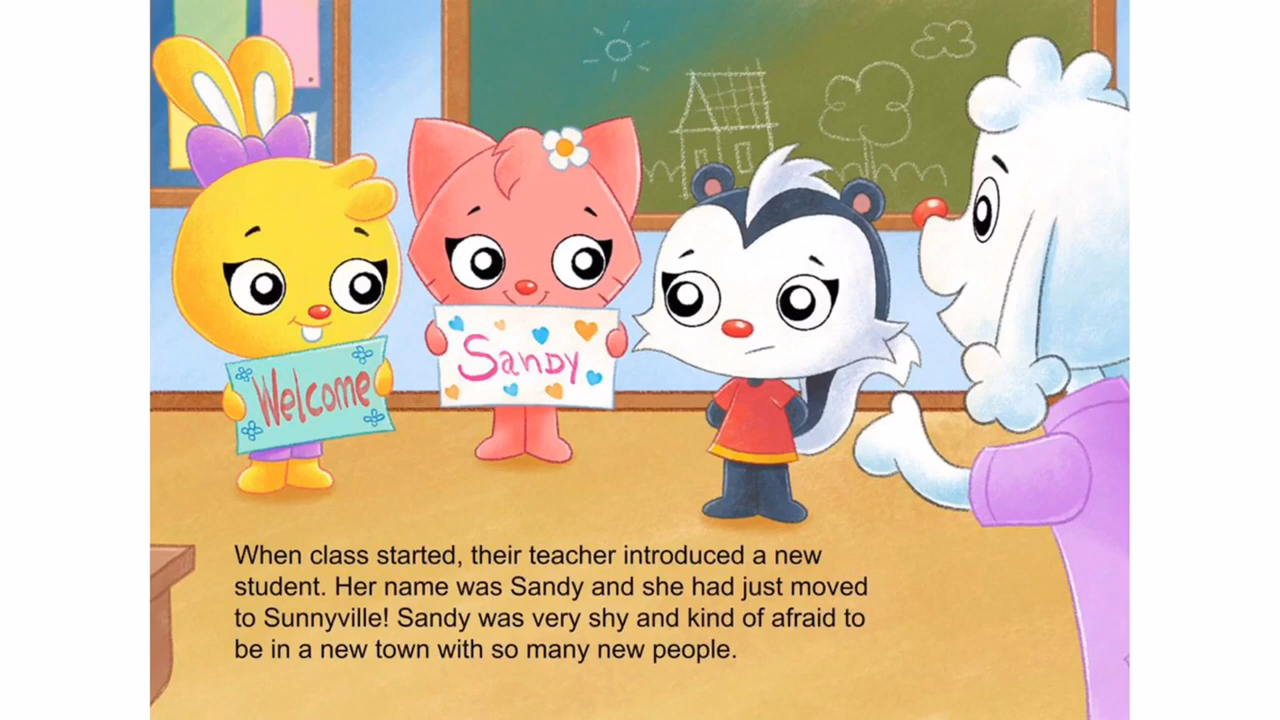 Welcome
Sandy
When class started, their teacher introduced a new
student. Her name was Sandy and she had just moved
to Sunnyville! Sandy was very shy and kind of afraid to
be in a new town with so many new people.